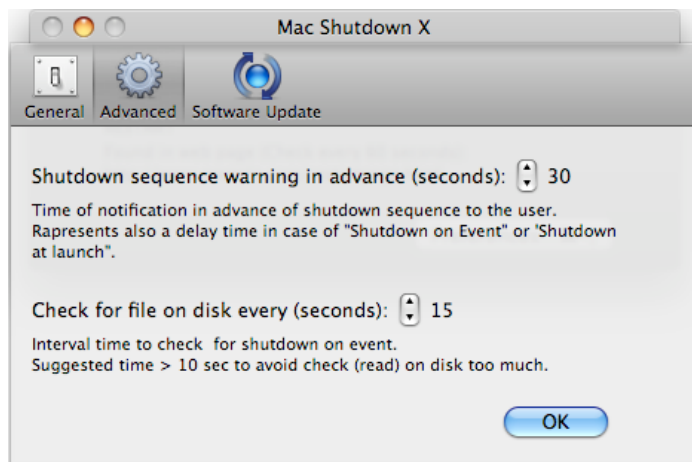 Mac Shutdown X
General Advanced Software Update
Shutdown sequence warning in advance (seconds): 30
Time of notification in advance of shutdown sequence to the user.
Rapresents also a delay time in case of "Shutdown on Event" or 'Shutdown
at launch".
Check for file on disk every (seconds): 15
Interval time to check  for shutdown on event.
Suggested time > 10 sec to avoid check (read) on disk too much.
OK